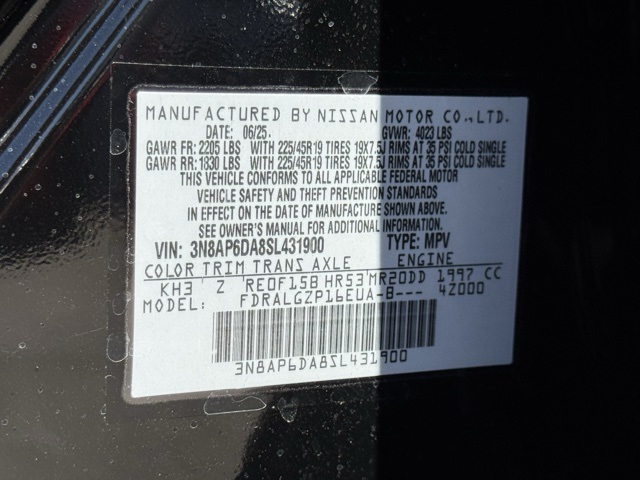 MANUFACTURED BY NISSAN MOTOR CO.,LTD.
DATE: 06/25. GVWR: 4023 LBS
GAWR FR: 2205 LBS WITH 225/45R19 TIRES 19X7.5J RIMS AT 35 PSI COLD SINGLE
GAWR RR: 1830 LBS WITH 225/45R19 TIRES 19X7.5J RIMS AT 35 PSI COLD SINGLE
THIS VEHICLE CONFORMS TO ALL APPLICABLE FEDERAL MOTOR
VEHICLE SAFETY AND THEFT PREVENTION STANDARDS
IN EFFECT ON THE DATE OF MANUFACTURE SHOWN ABOVE.
SEE OWNER'S MANUAL FOR ADDITIONAL INFORMATION.
VIN: 3N8AP6DA8SL431900 TYPE: MPV
COLOR TRIM TRANS AXLE ENGINE
KH3 Z RE0F15B HR53 MR20DD 1997 CC
MODEL: FDRALGZP16EUA-B--- 4Z000
3N8AP6DA8SL431900